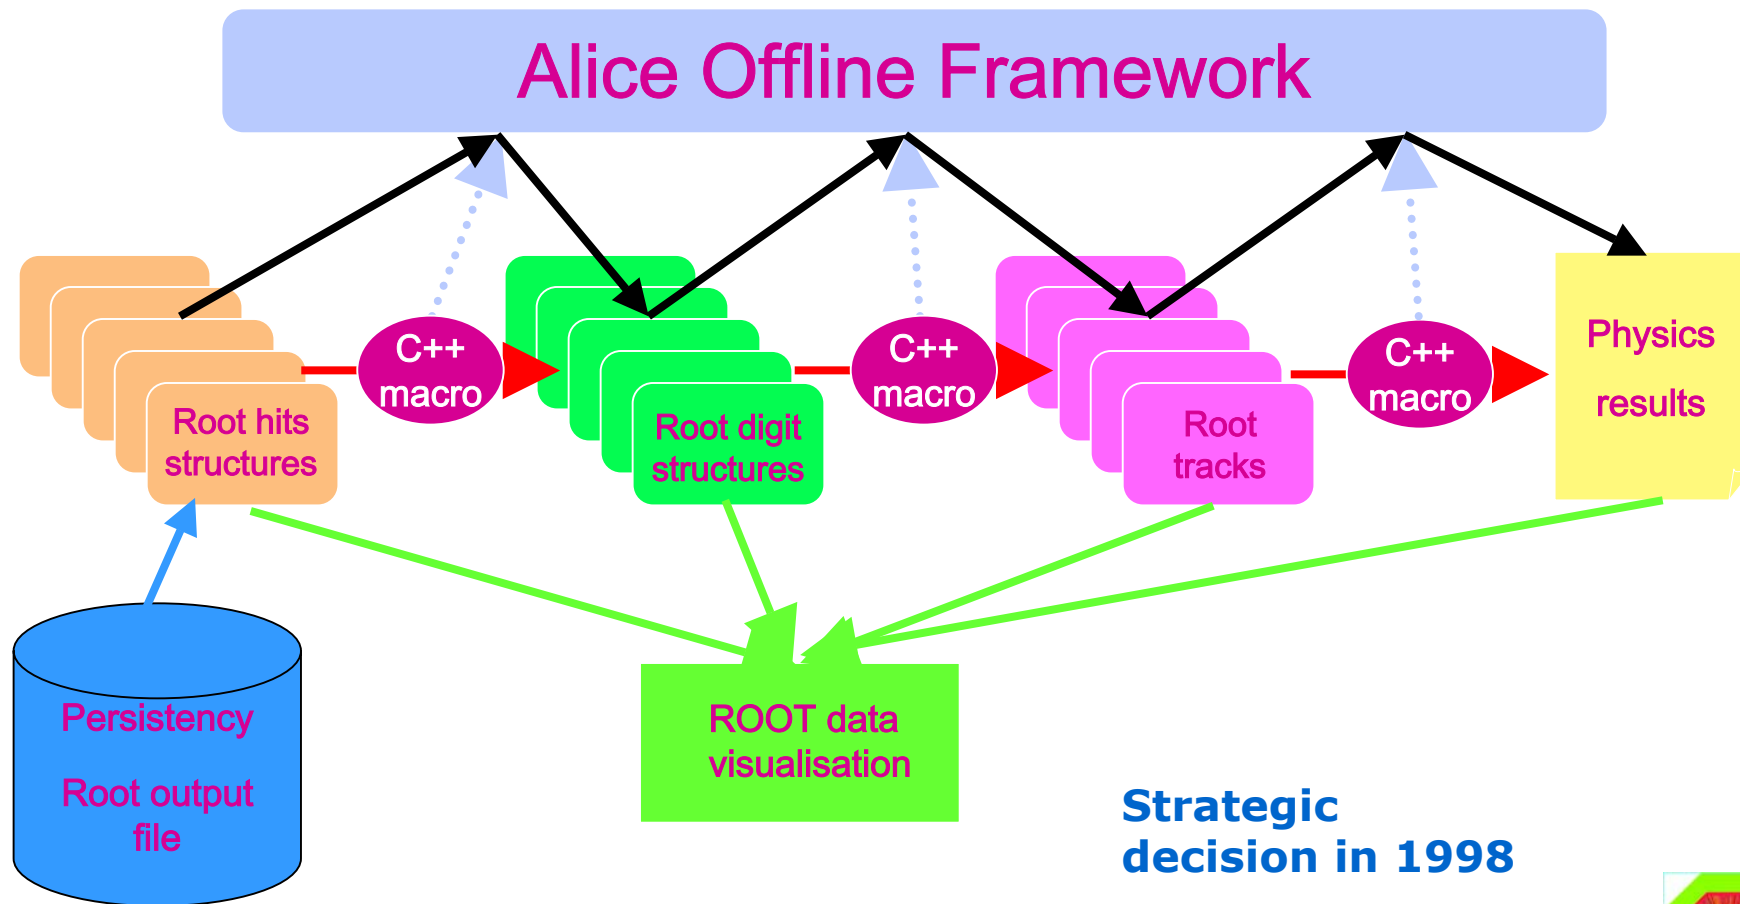 Alice Offline Framework
C++
macro
C++
macro
C++
macro
Root hits
structures
Root digit
structures
Root
tracks
Physics
results
Persistency
Root output
file
ROOT data
visualisation
Strategic
decision in 1998